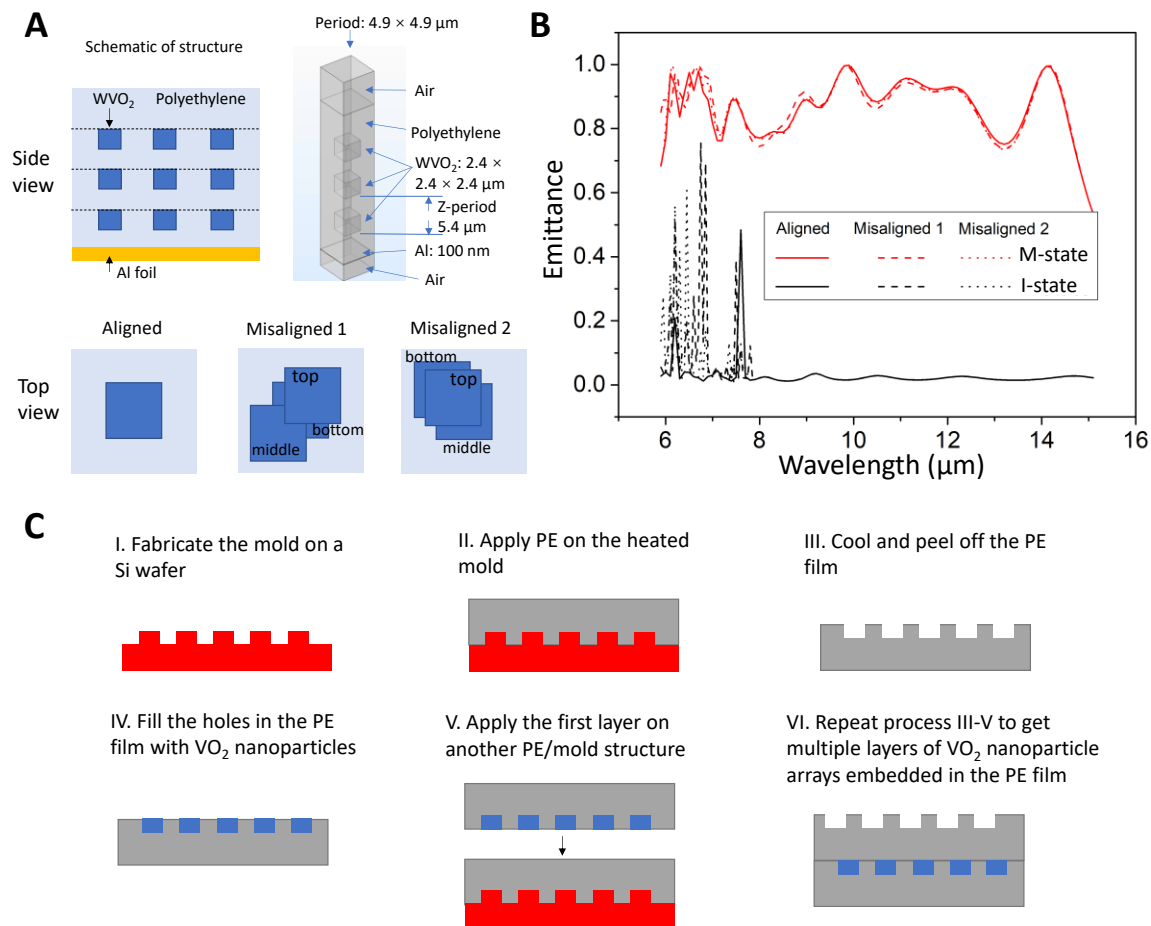 A
Schematic of structure
WVO₂
Polyethylene
Side
view
Al foil
Period: 4.9 × 4.9 µm
Air
Polyethylene
WVO₂: 2.4 ×
2.4 × 2.4 µm
Z-period
5.4 µm
Al: 100 nm
Air
Top
view
Aligned
Misaligned 1
top
bottom
middle
Misaligned 2
bottom
top
middle
B
Emittance
1.0
0.8
0.6
0.4
0.2
0.0
Aligned Misaligned 1 Misaligned 2
M-state
I-state
6 8 10 12 14 16
Wavelength (µm)
C
I. Fabricate the mold on a
Si wafer
II. Apply PE on the heated
mold
III. Cool and peel off the PE
film
IV. Fill the holes in the PE
film with VO₂ nanoparticles
V. Apply the first layer on
another PE/mold structure
VI. Repeat process III-V to get
multiple layers of VO₂ nanoparticle
arrays embedded in the PE film